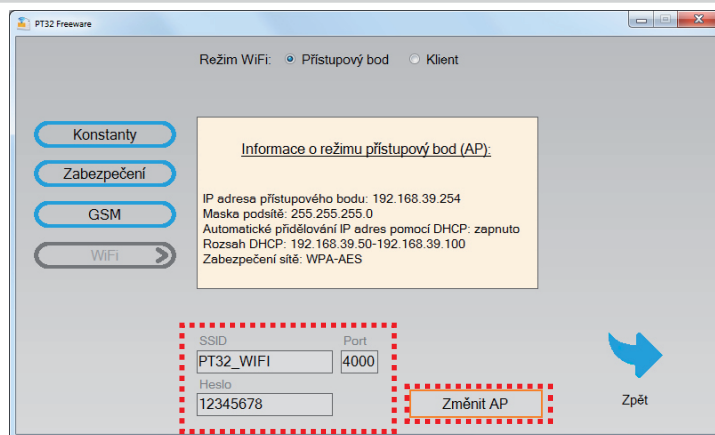 PT32 Freeware
Režim WiFi: Přístupový bod Klient
Konstanty
Zabezpečení
GSM
WiFi
Informace o režimu přístupový bod (AP):
IP adresa přístupového bodu: 192.168.39.254
Maska podsítě: 255.255.255.0
Automatické přidělování IP adres pomocí DHCP: zapnuto
Rozsah DHCP: 192.168.39.50-192.168.39.100
Zabezpečení sítě: WPA-AES
SSID Port
PT32_WIFI 4000
Heslo
12345678
Změnit AP
Zpět